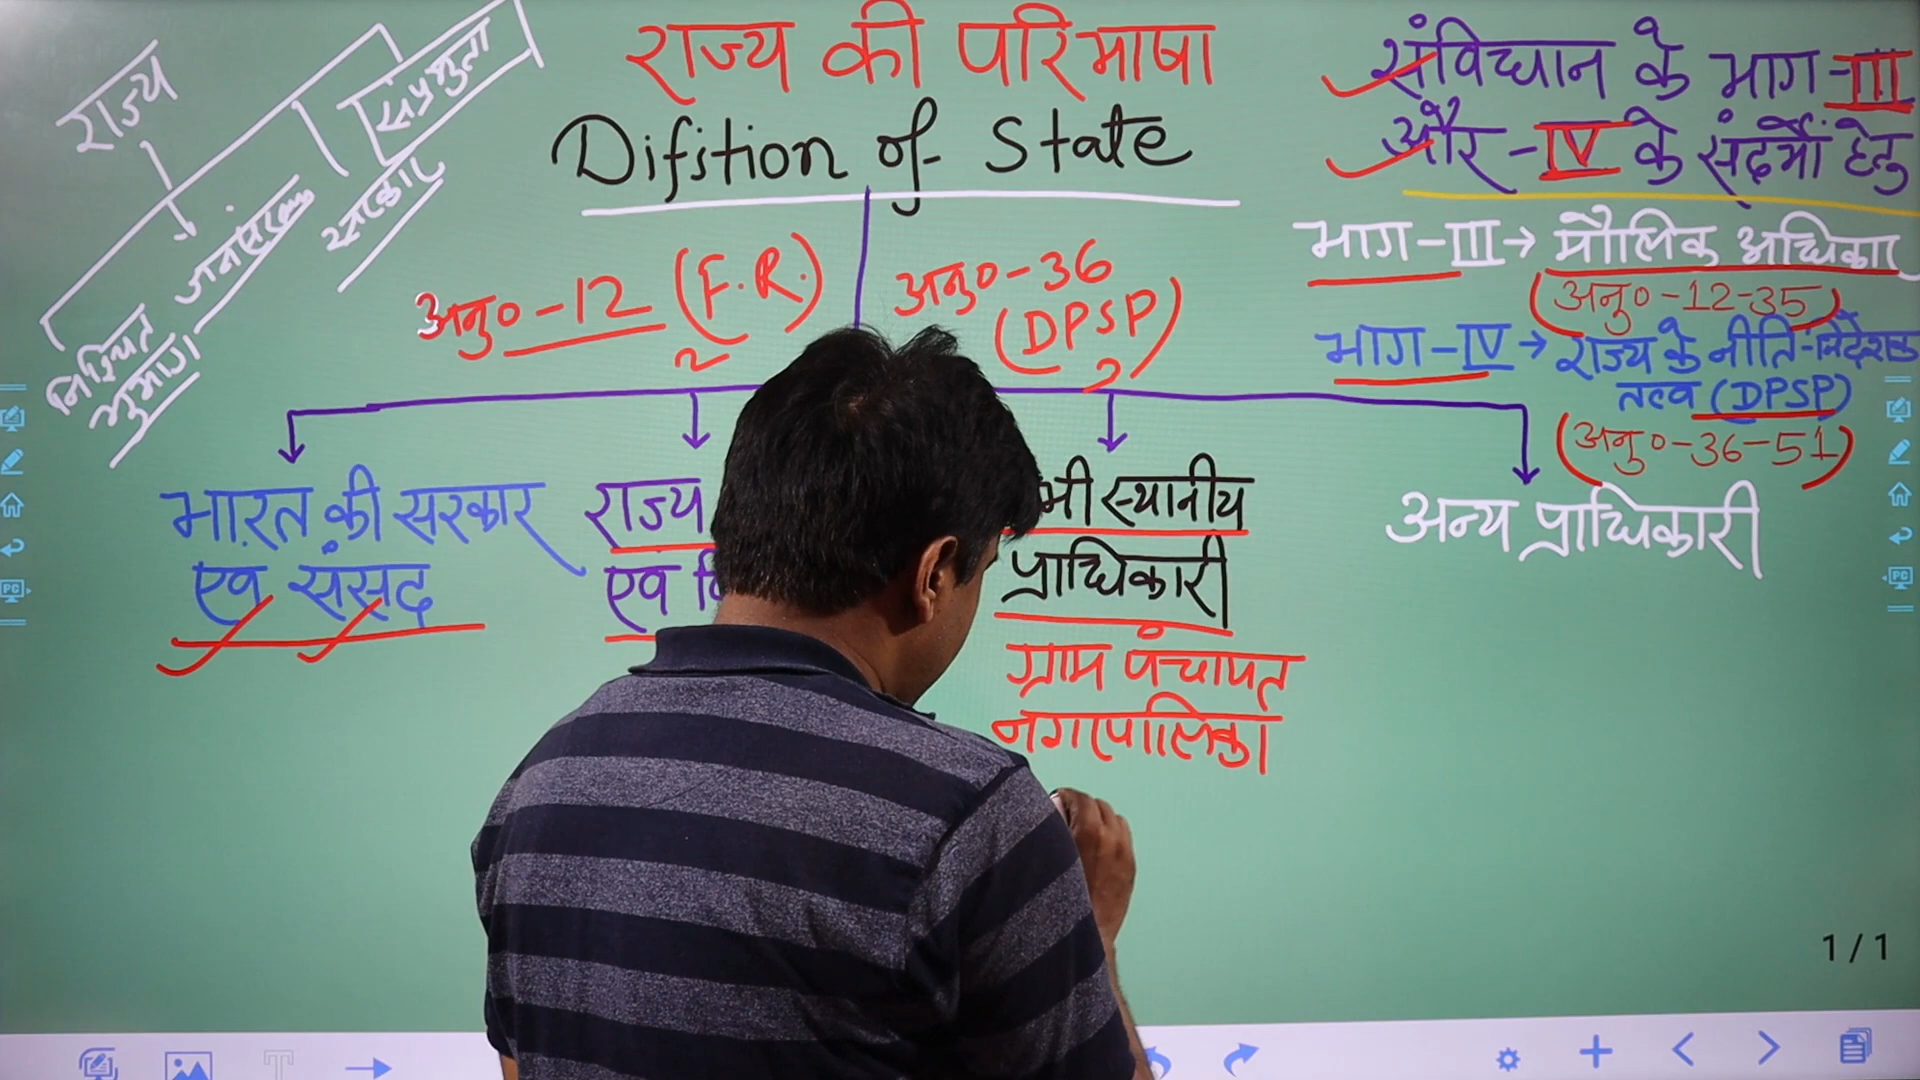 राज्य की परिभाषा
Difition of State
राज्य
निश्चित
भूभाग
जनसंख्या
सरकार
संप्रभुता
संविधान के भाग-III
और-IV के संदर्भों हेतु
भाग-III→ मौलिक अधिकार
(अनु०-12-35)
भाग-IV→ राज्य के नीति-निर्देशक
तत्व (DPSP)
(अनु०-36-51)
अनु०-12 (F.R.)
अनु०-36
(DPSP)
भारत की सरकार
एवं संसद
राज्य
एवं
स्थानीय
प्राधिकारी
ग्राम पंचायत
नगरपालिका
अन्य प्राधिकारी
1 / 1